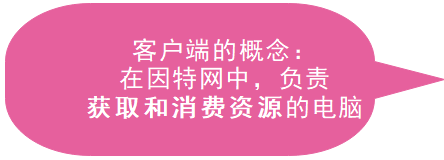 客户端的概念：
在因特网中，负责
获取和消费资源的电脑